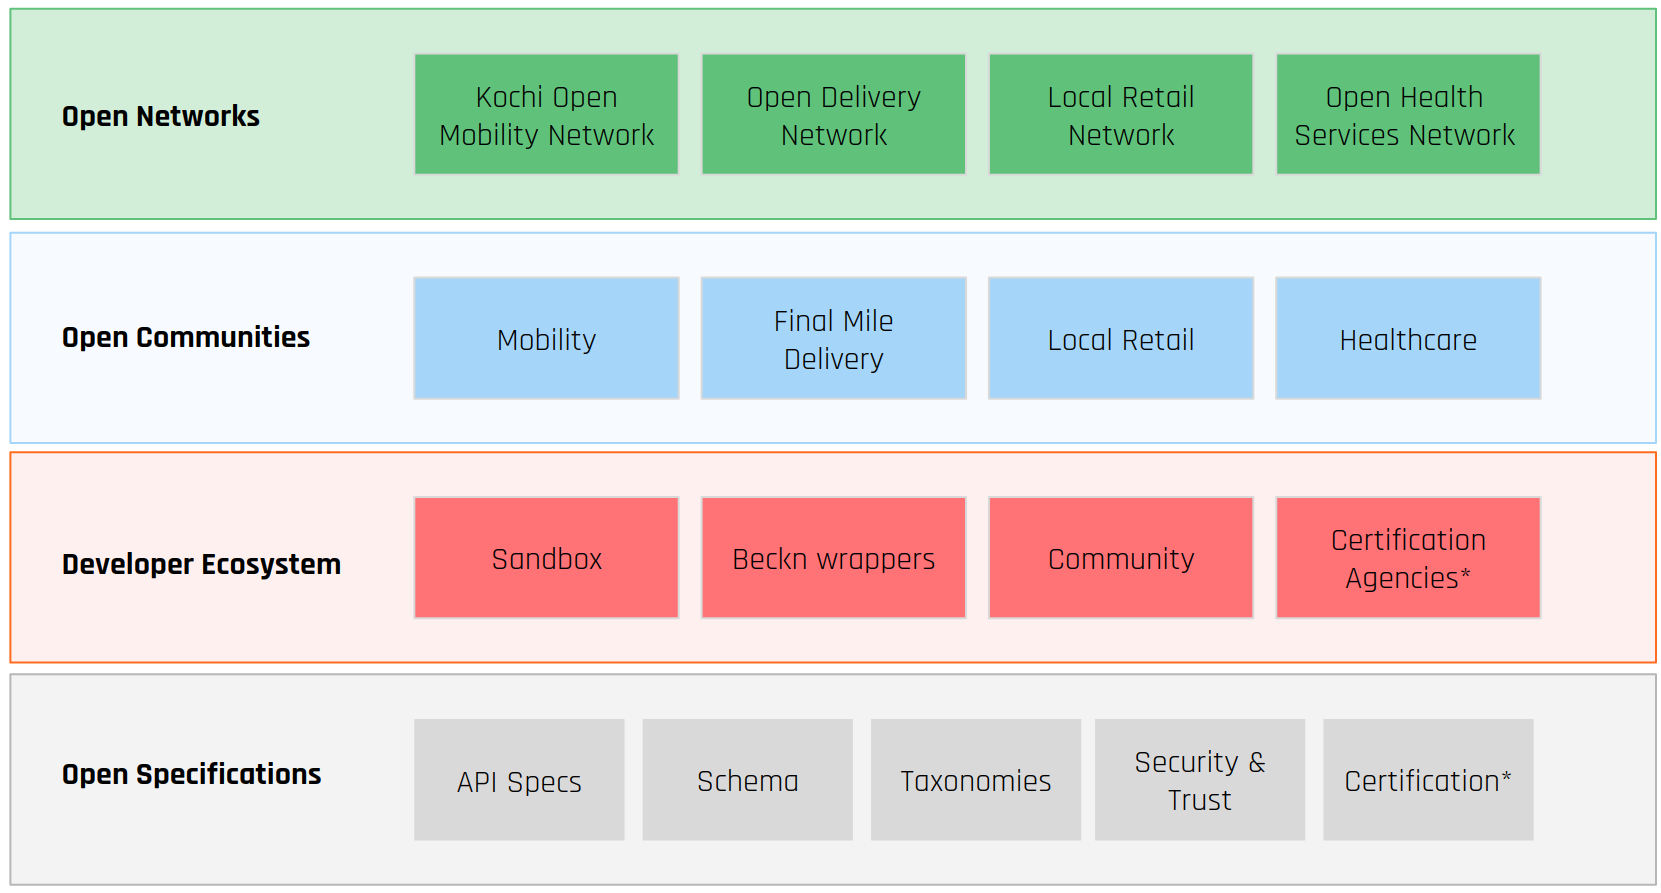 Open Networks
Kochi Open
Mobility Network
Open Delivery
Network
Local Retail
Network
Open Health
Services Network
Open Communities
Mobility
Final Mile
Delivery
Local Retail
Healthcare
Developer Ecosystem
Sandbox
Beckn wrappers
Community
Certification
Agencies*
Open Specifications
API Specs
Schema
Taxonomies
Security &
Trust
Certification*